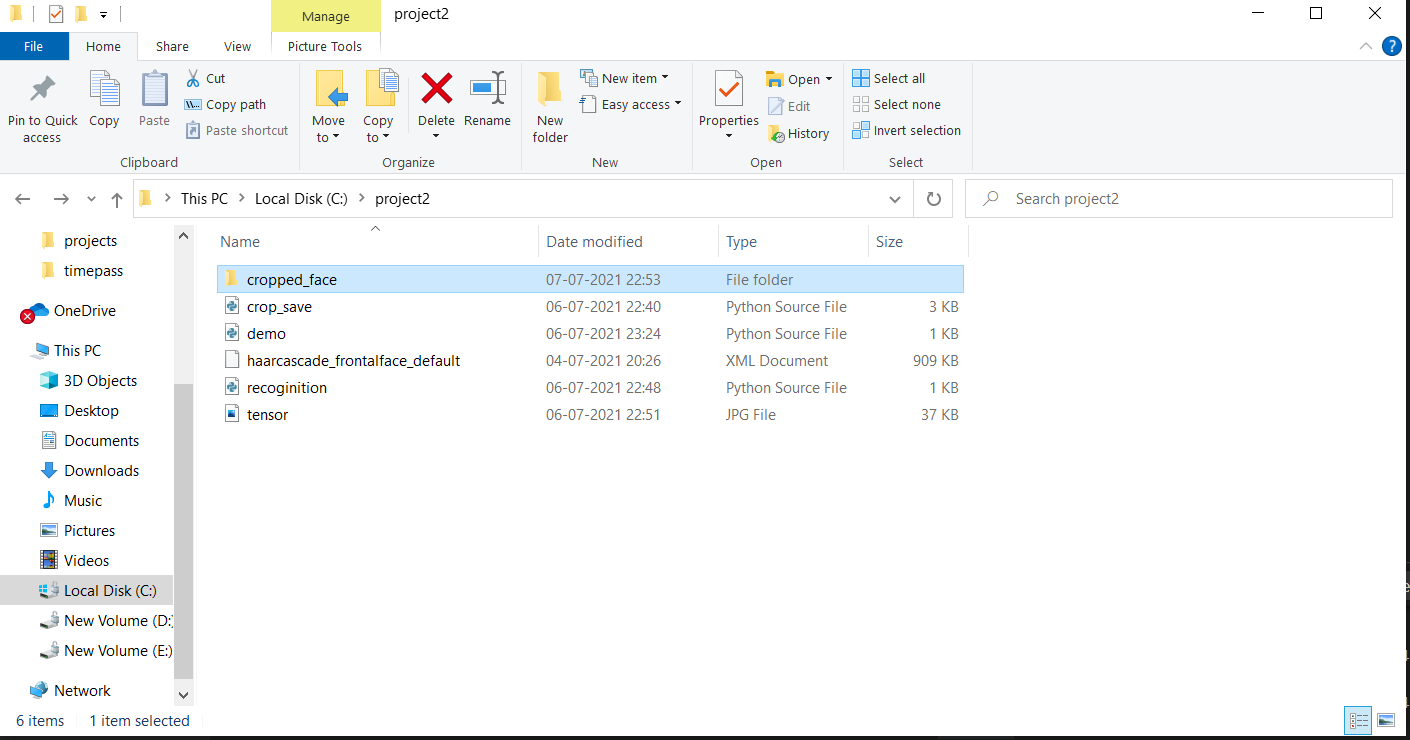 Manage project2
File Home Share View Picture Tools
Pin to Quick access
Copy
Paste
Cut
Copy path
Paste shortcut
Clipboard
Move to
Copy to
Delete
Rename
Organize
New folder
New item
Easy access
New
Properties
Open
Edit
History
Open
Select all
Select none
Invert selection
Select
This PC Local Disk (C:) project2
Search project2
projects
timepass
OneDrive
This PC
3D Objects
Desktop
Documents
Downloads
Music
Pictures
Videos
Local Disk (C:)
New Volume (D:)
New Volume (E:)
Network
Name Date modified Type Size
cropped_face 07-07-2021 22:53 File folder
crop_save 06-07-2021 22:40 Python Source File 3 KB
demo 06-07-2021 23:24 Python Source File 1 KB
haarcascade_frontalface_default 04-07-2021 20:26 XML Document 909 KB
recoginition 06-07-2021 22:48 Python Source File 1 KB
tensor 06-07-2021 22:51 JPG File 37 KB
6 items 1 item selected